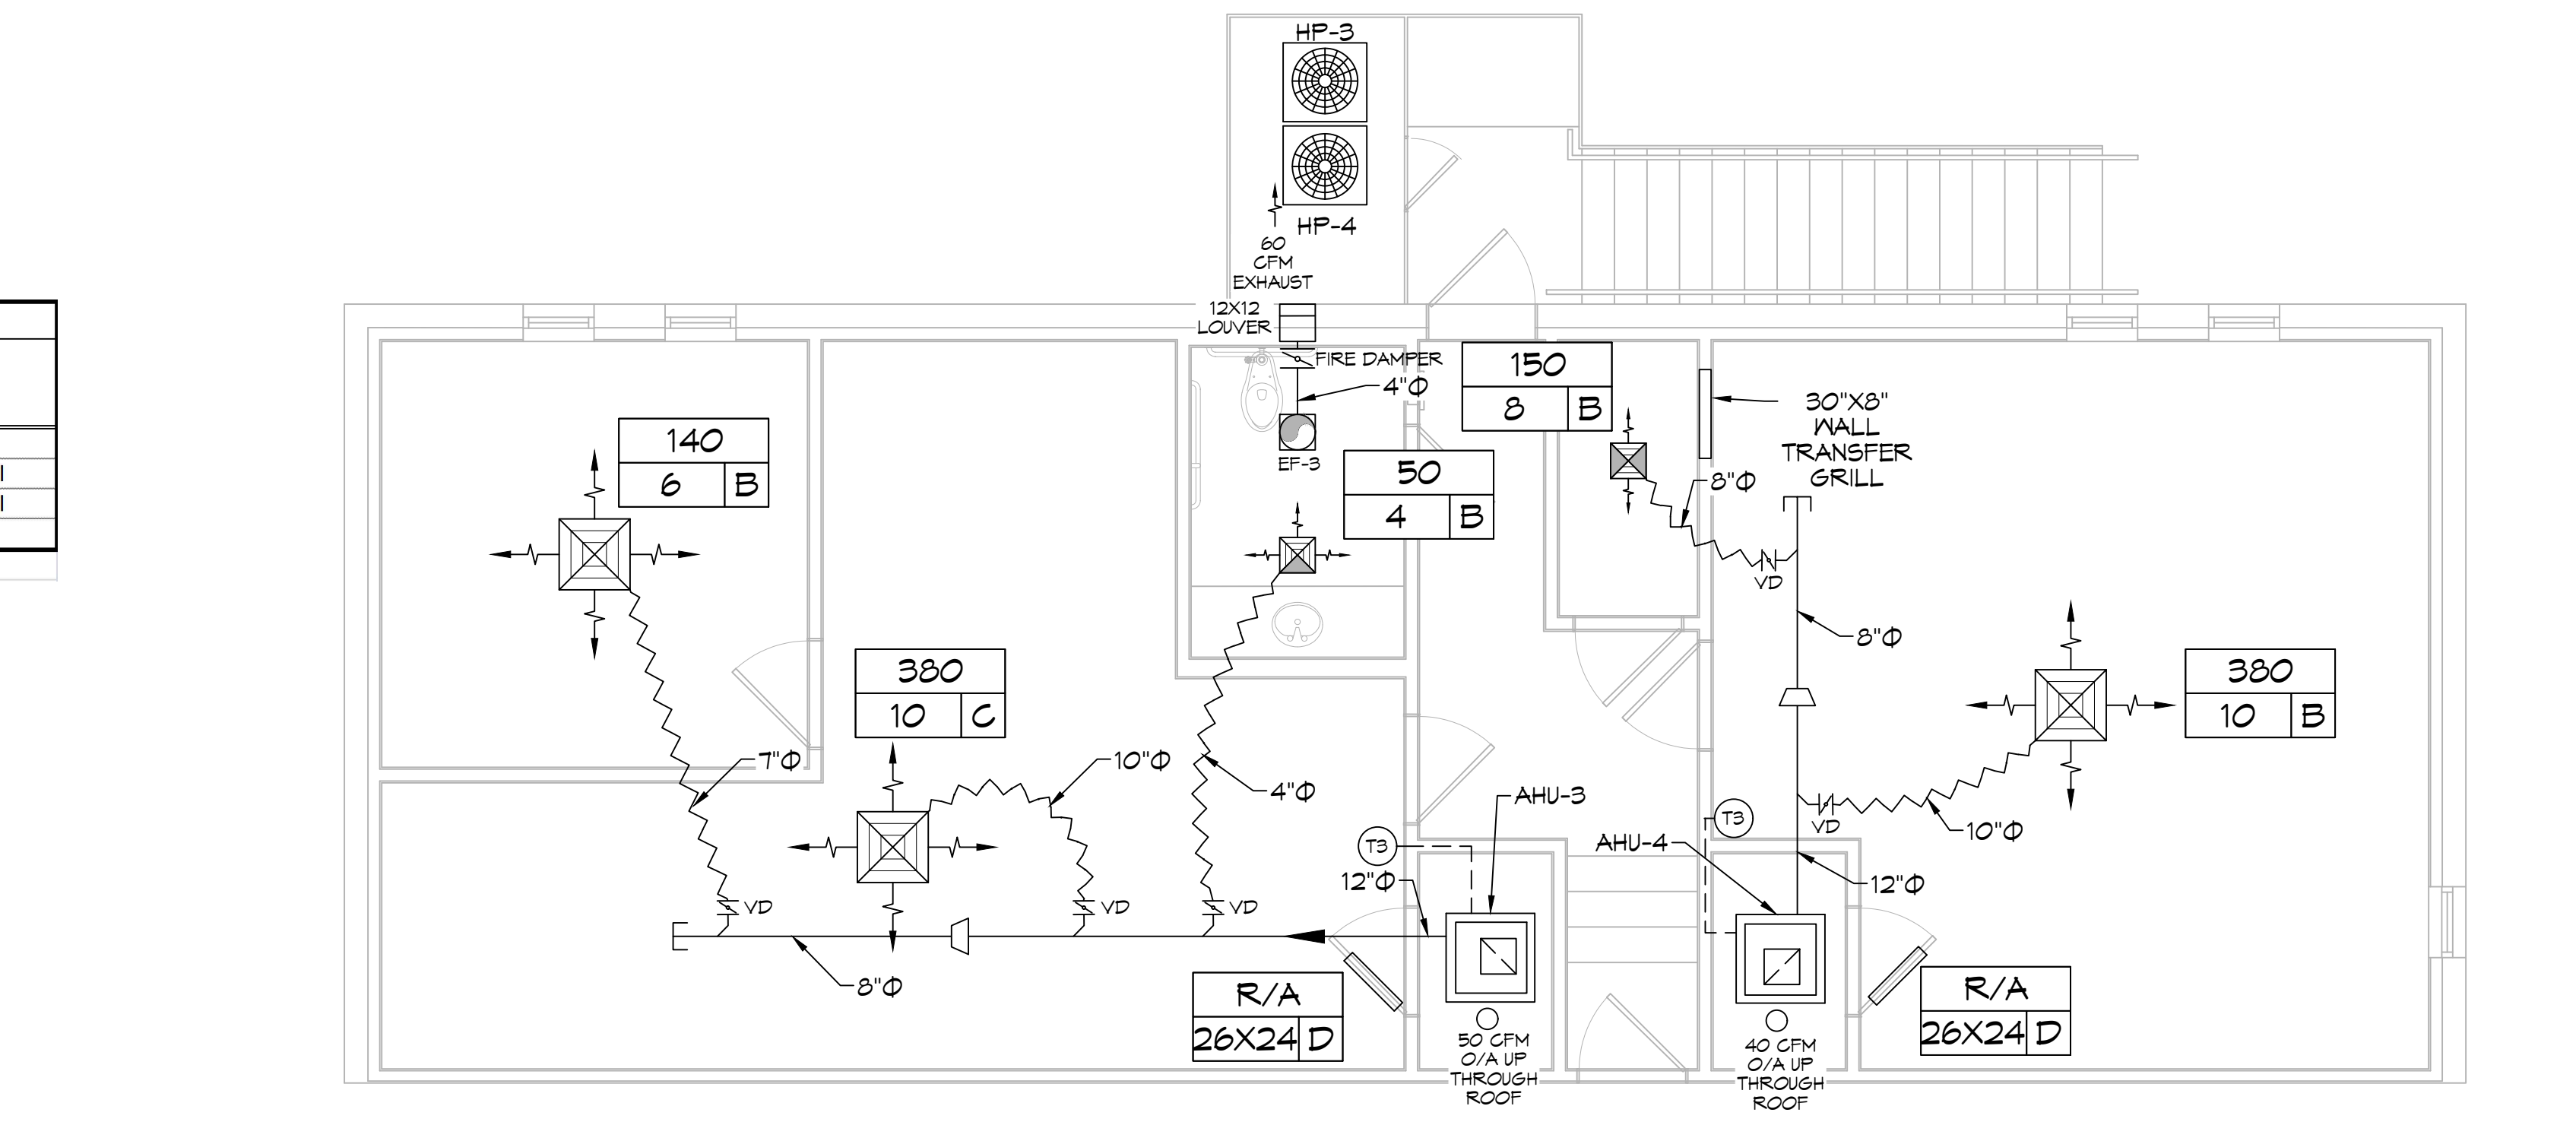 HP-3
HP-4
60
CFM
EXHAUST
12X12
LOUVER
FIRE DAMPER
4"Φ
EF-3
150
8 B
30"X8"
WALL
TRANSFER
GRILL
140
6 B
50
4 B
8"Φ
VD
8"Φ
380
10 C
380
10 B
7"Φ
10"Φ
4"Φ
AHU-3
T3
VD
10"Φ
T3
AHU-4
12"Φ
12"Φ
VD
VD
VD
8"Φ
R/A
26X24 D
R/A
26X24 D
50 CFM
O/A UP
THROUGH
ROOF
40 CFM
O/A UP
THROUGH
ROOF